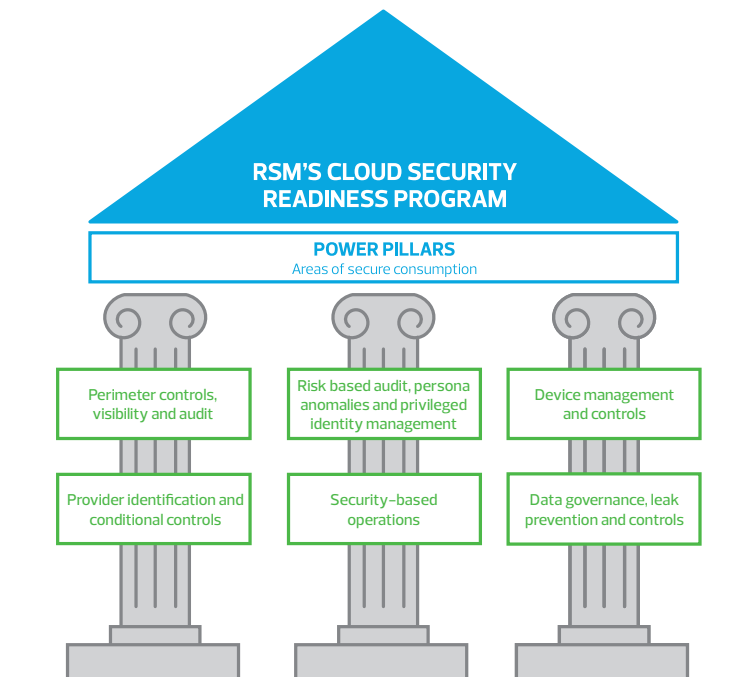 RSM’S CLOUD SECURITY
READINESS PROGRAM
POWER PILLARS
Areas of secure consumption
Perimeter controls,
visibility and audit
Risk based audit, persona
anomalies and privileged
identity management
Device management
and controls
Provider identification and
conditional controls
Security-based
operations
Data governance, leak
prevention and controls